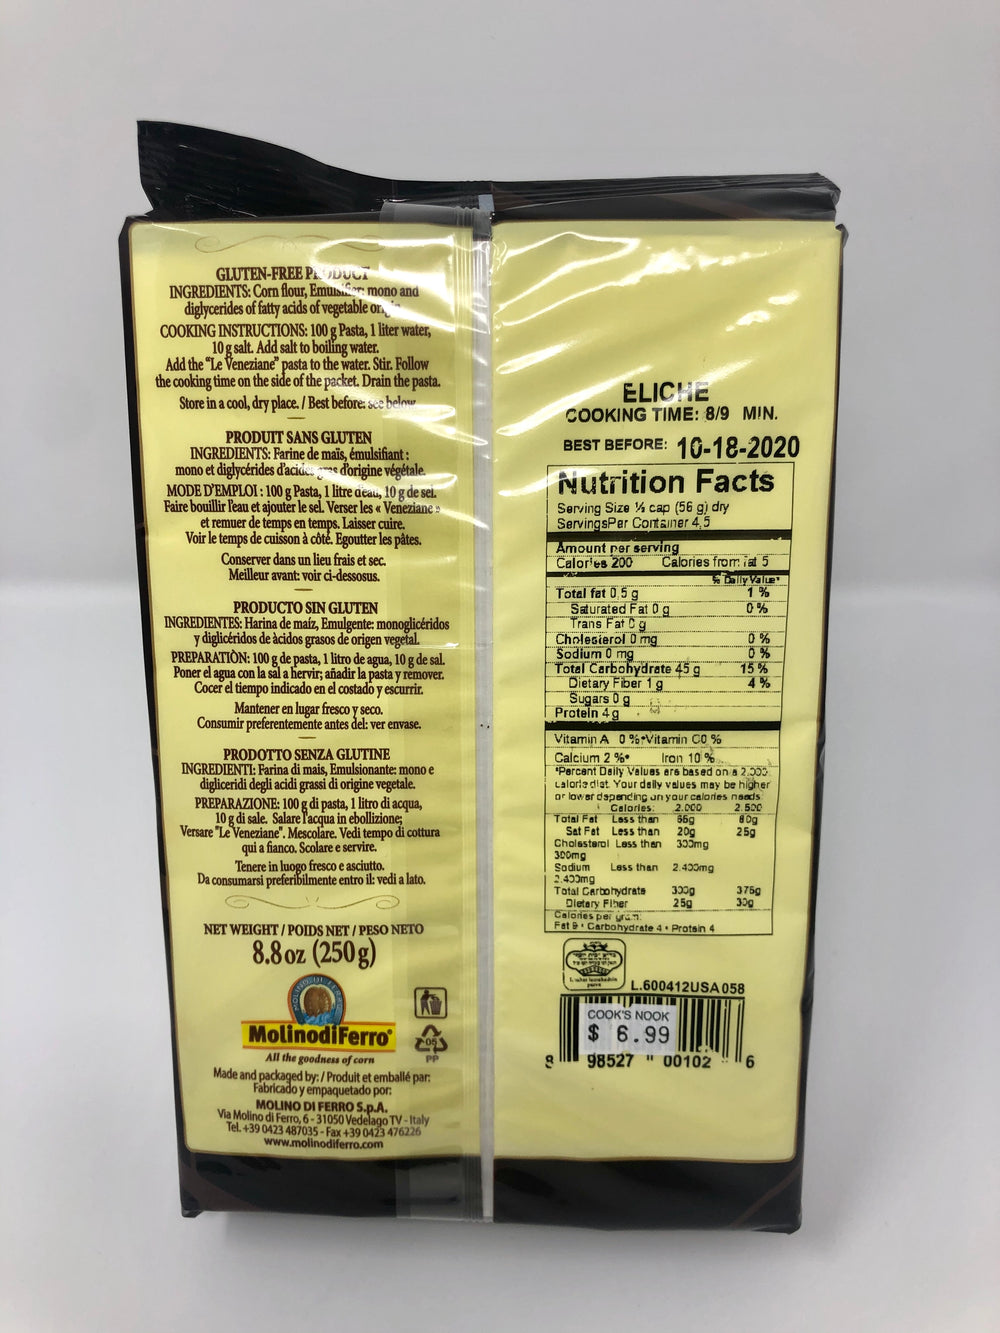 GLUTEN-FREE PRODUCT
INGREDIENTS: Corn flour, Emulsifier: mono and
diglycerides of fatty acids of vegetable origin
COOKING INSTRUCTIONS: 100 g Pasta, 1 liter water,
10 g salt. Add salt to boiling water.
Add the "Le Veneziane" pasta to the water. Stir. Follow
the cooking time on the side of the packet. Drain the pasta.
Store in a cool, dry place. / Best before: see below.
PRODUIT SANS GLUTEN
INGREDIENTS: Farine de maïs, émulsifiant :
mono et diglycérides d'acides gras d'origine végétale.
MODE D'EMPLOI : 100 g Pasta, 1 litre d'eau, 10 g de sel.
Faire bouillir l'eau et ajouter le sel. Verser les « Veneziane »
et remuer de temps en temps. Laisser cuire.
Voir le temps de cuisson à côté. Egoutter les pâtes.
Conserver dans un lieu frais et sec.
Meilleur avant: voir ci-dessosus.
PRODUCTO SIN GLUTEN
INGREDIENTES: Harina de maíz, Emulgente: monoglicéridos
y diglicéridos de àcidos grasos de origen vegetal.
PREPARATIÒN: 100 g de pasta, 1 litro de agua, 10 g de sal.
Poner el agua con la sal a hervir; añadir la pasta y remover.
Cocer el tiempo indicado en el costado y escurrir.
Mantener en lugar fresco y seco.
Consumir preferentemente antes del: ver envase.
PRODOTTO SENZA GLUTINE
INGREDIENTI: Farina di mais, Emulsionante: mono e
digliceridi degli acidi grassi di origine vegetale.
PREPARAZIONE: 100 g di pasta, 1 litro di acqua,
10 g di sale. Salare l'acqua in ebollizione;
Versare "Le Veneziane". Mescolare. Vedi tempo di cottura
qui a fianco. Scolare e servire.
Tenere in luogo fresco e asciutto.
Da consumarsi preferibilmente entro il: vedi a lato.
NET WEIGHT / POIDS NET / PESO NETO
8.8 oz (250 g)
MOLINO DI FERRO
MolinodiFerro®
All the goodness of corn
05
PP
Made and packaged by: / Produit et emballé par:
Fabricado y empaquetado por:
MOLINO DI FERRO S.p.A.
Via Molino di Ferro, 6 - 31050 Vedelago TV - Italy
Tel. +39 0423 487035 - Fax +39 0423 476226
www.molinodiferro.com
ELICHE
COOKING TIME: 8/9 MIN.
BEST BEFORE: 10-18-2020
Nutrition Facts
Serving Size ½ cap (56 g) dry
ServingsPer Container 4,5
Amount per serving
Calories 200 Calories from fat 5
% Daily Value*
Total fat 0,5 g 1 %
Saturated Fat 0 g 0 %
Trans Fat 0 g
Cholesterol 0 mg 0 %
Sodium 0 mg 0 %
Total Carbohydrate 45 g 15 %
Dietary Fiber 1 g 4 %
Sugars 0 g
Protein 4 g
Vitamin A 0 %•Vitamin C0 %
Calcium 2 %• Iron 10 %
*Percent Daily Values are based on a 2.000
calorie diet. Your daily values may be higher
or lower depending on your calories needs:
Calories: 2.000 2.500
Total Fat Less than 65g 80g
Sat Fat Less than 20g 25g
Cholesterol Less than 300mg
300mg
Sodium Less than 2.400mg
2.400mg
Total Carbohydrate 300g 375g
Dietary Fiber 25g 30g
Calories per gram:
Fat 9 • Carbohydrate 4 • Protein 4
L.600412USA 058
COOK'S NOOK
$ 6.99
8 98527 00102 6